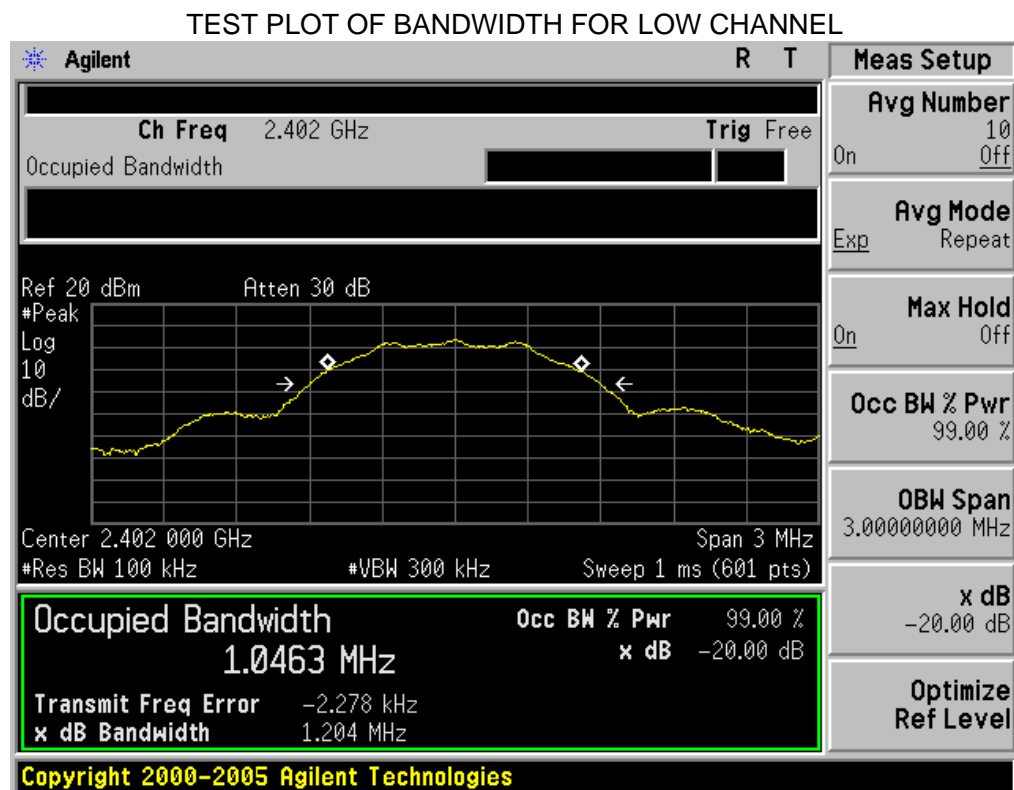 TEST PLOT OF BANDWIDTH FOR LOW CHANNEL
Agilent R T
Ch Freq 2.402 GHz Trig Free
Occupied Bandwidth
Ref 20 dBm Atten 30 dB
#Peak
Log
10
dB/
Center 2.402 000 GHz Span 3 MHz
#Res BW 100 kHz #VBW 300 kHz Sweep 1 ms (601 pts)
Occupied Bandwidth Occ BW % Pwr 99.00 %
1.0463 MHz x dB -20.00 dB
Transmit Freq Error -2.278 kHz
x dB Bandwidth 1.204 MHz
Copyright 2000-2005 Agilent Technologies
Meas Setup
Avg Number
10
On Off
Avg Mode
Exp Repeat
Max Hold
On Off
Occ BW % Pwr
99.00 %
OBW Span
3.00000000 MHz
x dB
-20.00 dB
Optimize
Ref Level